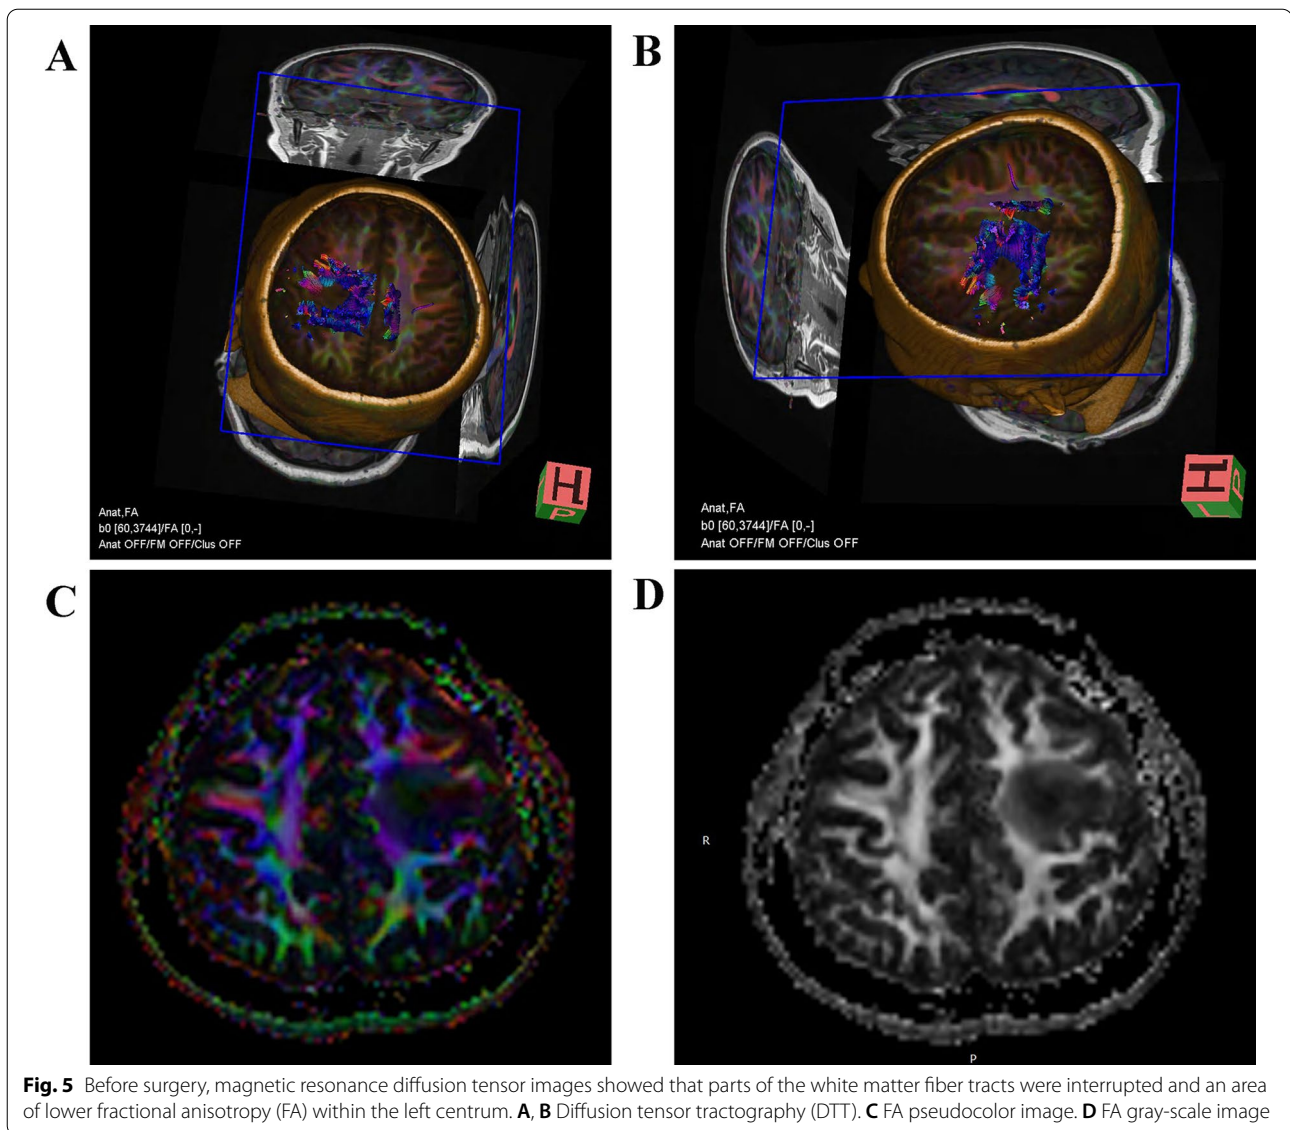 A
B
Anat,FA
b0 [60,3744]/FA [0,-]
Anat OFF/FM OFF/Clus OFF
H
P
Anat,FA
b0 [60,3744]/FA [0,-]
Anat OFF/FM OFF/Clus OFF
H
P
L
C
D
R
P
Fig. 5 Before surgery, magnetic resonance diffusion tensor images showed that parts of the white matter fiber tracts were interrupted and an area
of lower fractional anisotropy (FA) within the left centrum. A, B Diffusion tensor tractography (DTT). C FA pseudocolor image. D FA gray-scale image